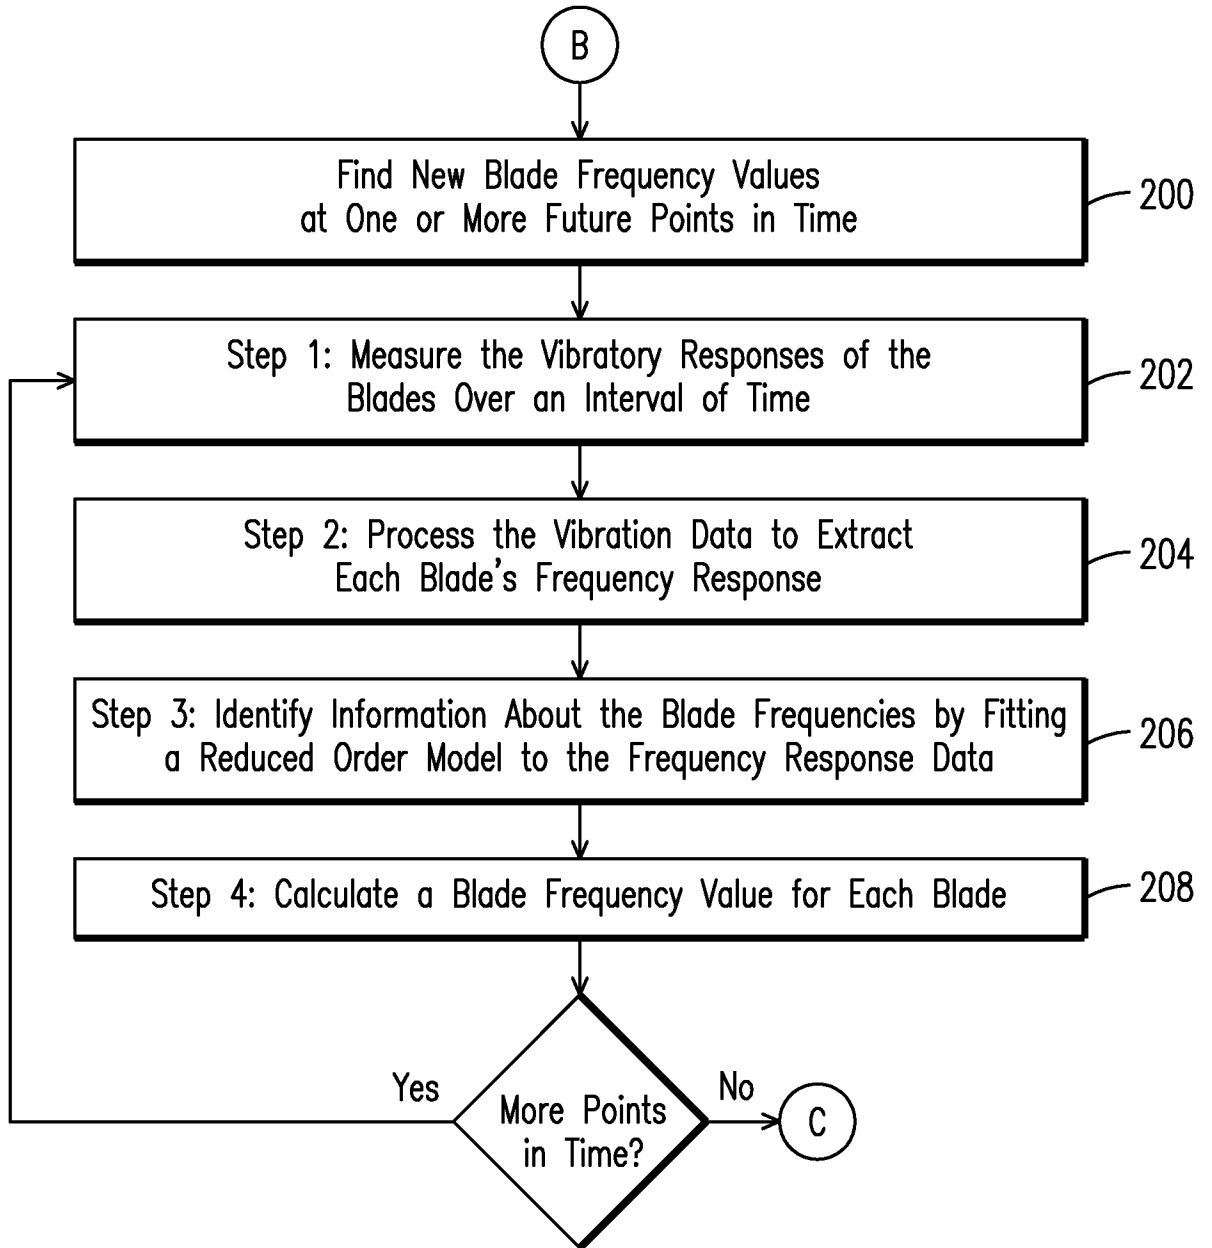 B
Find New Blade Frequency Values
at One or More Future Points in Time
200
Step 1: Measure the Vibratory Responses of the
Blades Over an Interval of Time
202
Step 2: Process the Vibration Data to Extract
Each Blade's Frequency Response
204
Step 3: Identify Information About the Blade Frequencies by Fitting
a Reduced Order Model to the Frequency Response Data
206
Step 4: Calculate a Blade Frequency Value for Each Blade
208
Yes
More Points
in Time?
No
C